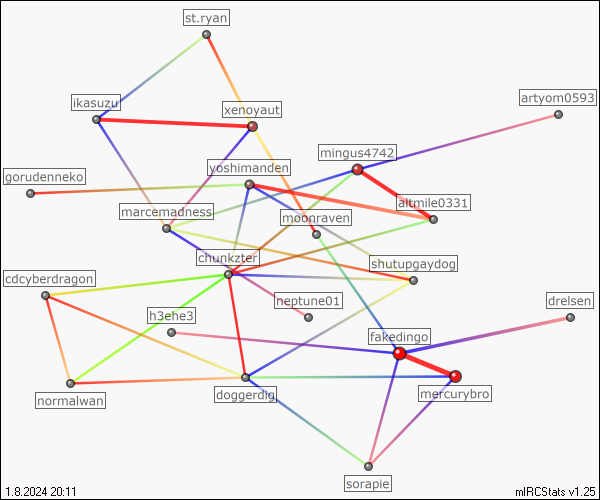 st.ryan
ikasuzu
xenoyaut
artyom0593
mingus4742
yoshimanden
gorudenneko
altmile0331
marcemadness
moonraven
chunkzter
shutupgaydog
cdcyberdragon
neptune01
drelsen
h3ehe3
fakedingo
mercurybro
doggerdig
normalwan
sorapie
1.8.2024 20:11
mIRCStats v1.25